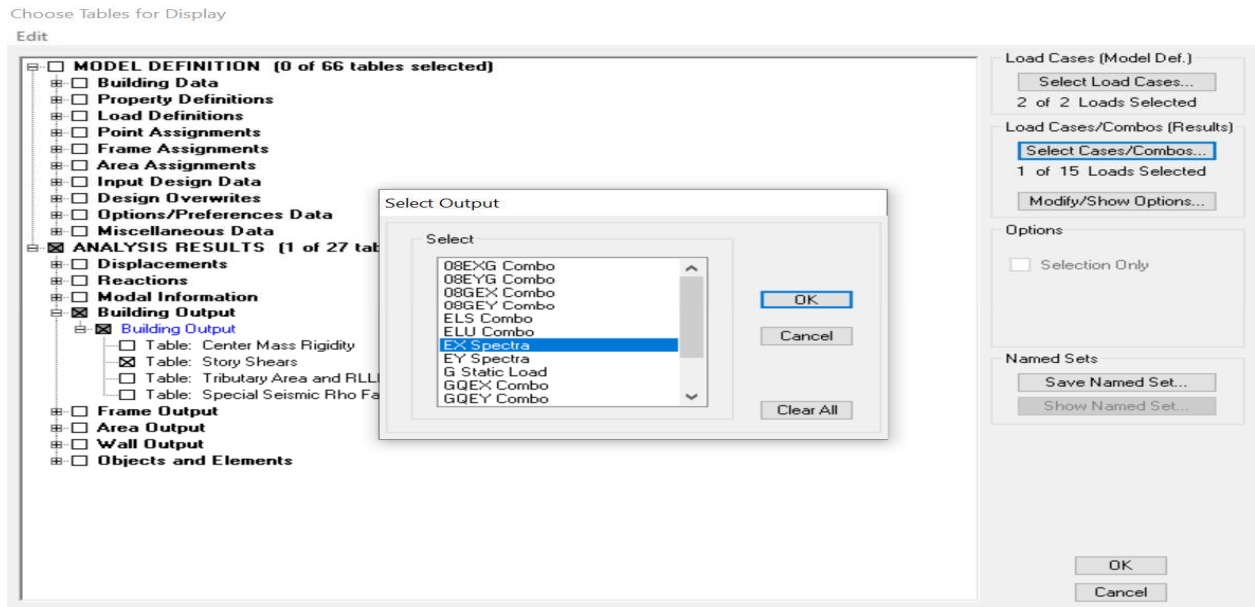 Choose Tables for Display
Edit
MODEL DEFINITION (0 of 66 tables selected)
Building Data
Property Definitions
Load Definitions
Point Assignments
Frame Assignments
Area Assignments
Input Design Data
Design Overwrites
Options/Preferences Data
Miscellaneous Data
ANALYSIS RESULTS (1 of 27 tab
Displacements
Reactions
Modal Information
Building Output
Building Output
Table: Center Mass Rigidity
Table: Story Shears
Table: Tributary Area and RLL
Table: Special Seismic Rho Fa
Frame Output
Area Output
Wall Output
Objects and Elements
Select Output
Select
08EXG Combo
08EYG Combo
08GEX Combo
08GEY Combo
ELS Combo
ELU Combo
EX Spectra
EY Spectra
G Static Load
GQEX Combo
GQEY Combo
OK
Cancel
Clear All
Load Cases (Model Def.)
Select Load Cases...
2 of 2 Loads Selected
Load Cases/Combos (Results)
Select Cases/Combos...
1 of 15 Loads Selected
Modify/Show Options...
Options
Selection Only
Named Sets
Save Named Set...
Show Named Set...
OK
Cancel